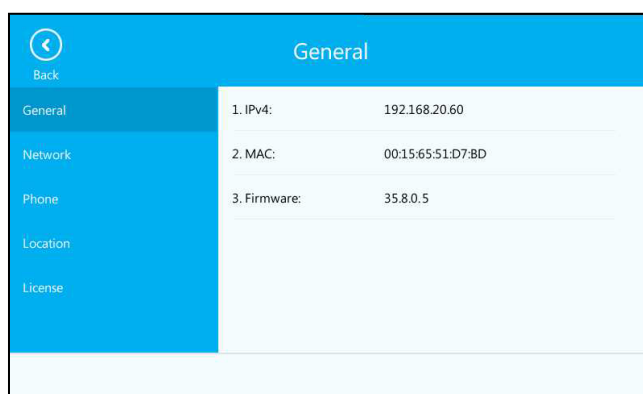 General
Back
General
1. IPv4: 192.168.20.60
Network
2. MAC: 00:15:65:51:D7:BD
Phone
3. Firmware: 35.8.0.5
Location
License